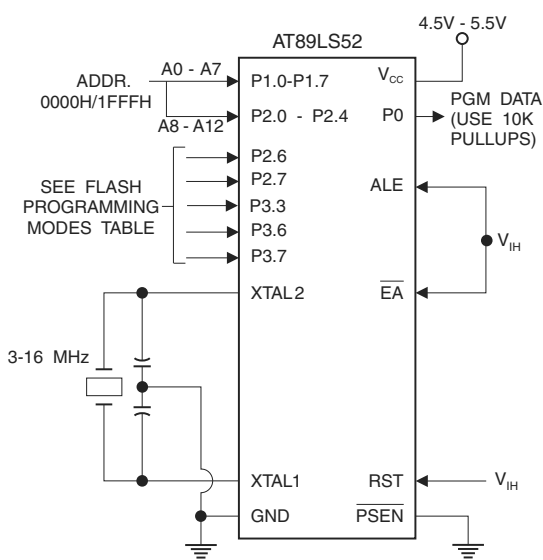 4.5V - 5.5V
AT89LS52
ADDR.
0000H/1FFFH
A0 - A7
A8 - A12
P1.0-P1.7
P2.0 - P2.4
P2.6
P2.7
P3.3
P3.6
P3.7
SEE FLASH
PROGRAMMING
MODES TABLE
VCC
P0
PGM DATA
(USE 10K
PULLUPS)
ALE
VIH
EA
XTAL2
3-16 MHz
XTAL1
GND
RST
VIH
PSEN